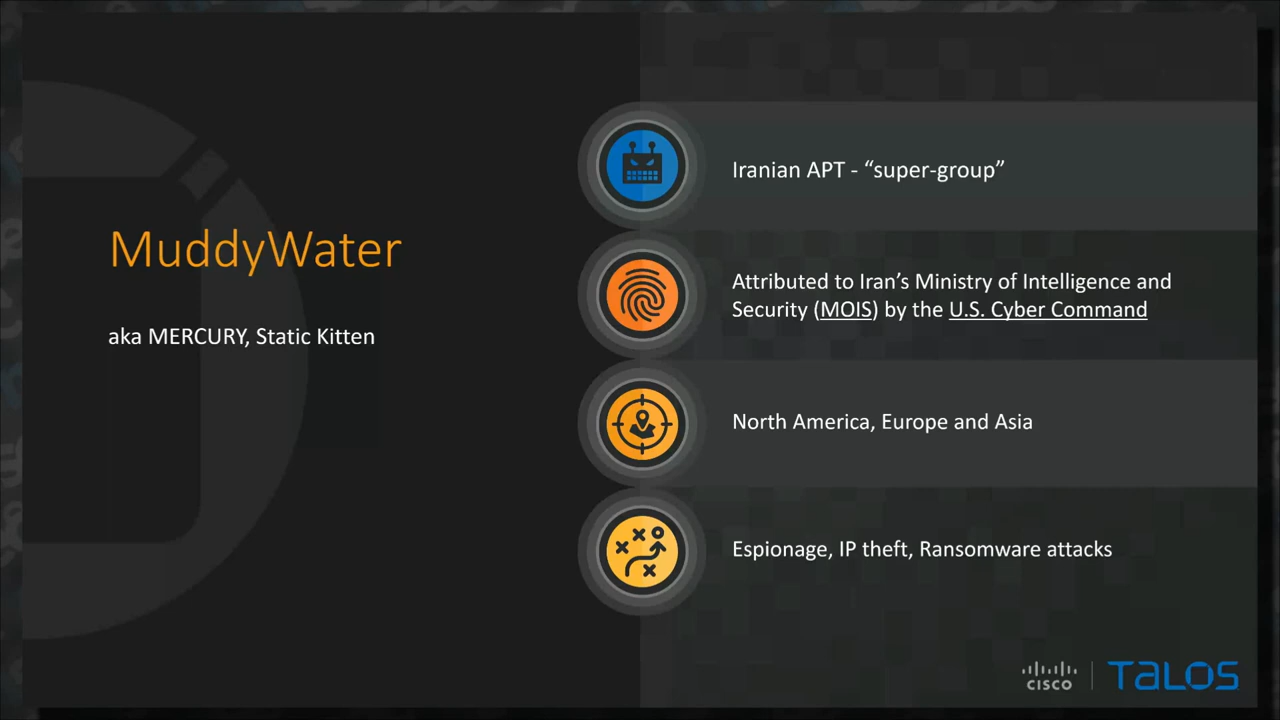 MuddyWater
aka MERCURY, Static Kitten
Iranian APT - “super-group”
Attributed to Iran’s Ministry of Intelligence and
Security (MOIS) by the U.S. Cyber Command
North America, Europe and Asia
Espionage, IP theft, Ransomware attacks
CISCO
TALOS